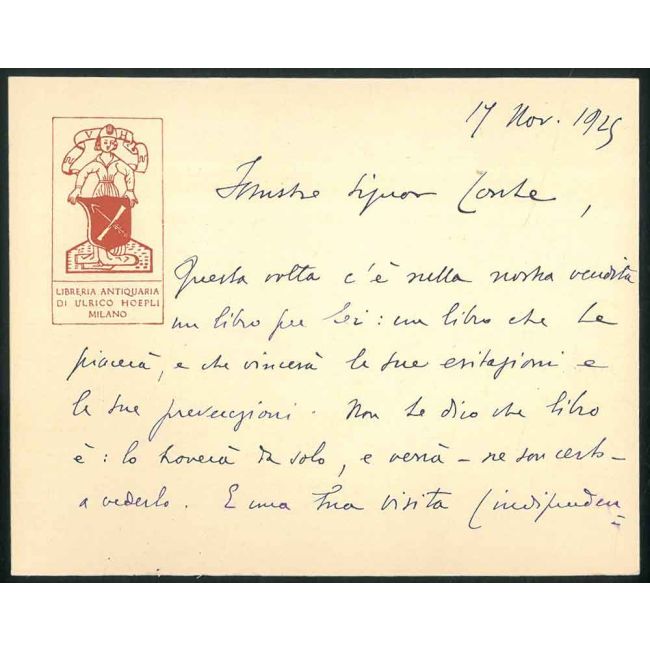 17 Nov. 1925
Illustre Signor Conte,
V H
LIBRERIA ANTIQUARIA
DI ULRICO HOEPLI
MILANO
Questa volta c'è nella nostra vendita
un libro per Lei: un libro che Le
piacerà, e che vincerà le sue esitazioni e
le sue prevenzioni. Non Le dico che libro
è: lo troverà da solo, e verrà – ne son certo –
a vederlo. E una Sua visita (indipenden=